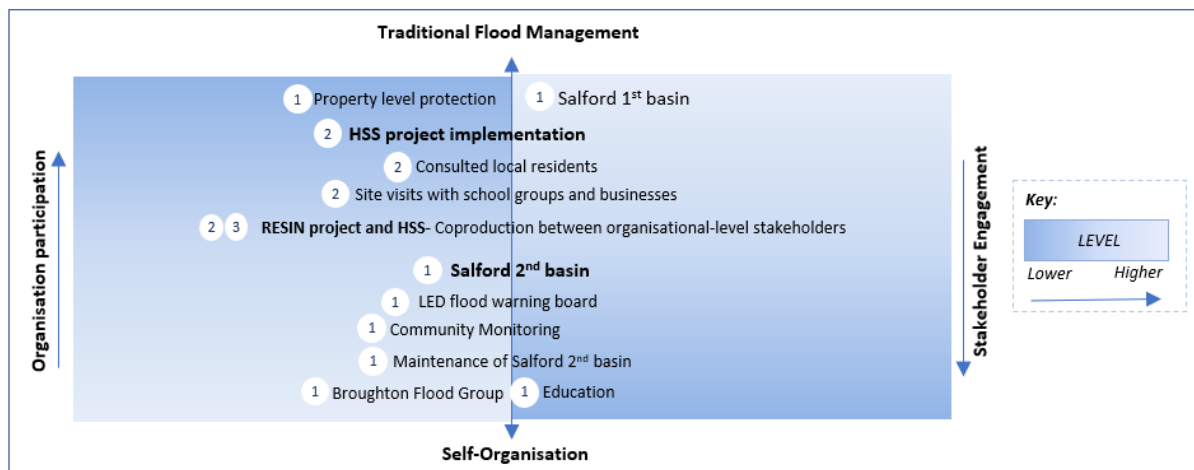 Traditional Flood Management
1 Property level protection
1 Salford 1st basin
2 HSS project implementation
2 Consulted local residents
2 Site visits with school groups and businesses
2 3 RESIN project and HSS- Coproduction between organisational-level stakeholders
1 Salford 2nd basin
1 LED flood warning board
1 Community Monitoring
1 Maintenance of Salford 2nd basin
1 Broughton Flood Group
1 Education
Self-Organisation
Organisation participation
Stakeholder Engagement
Key:
LEVEL
Lower Higher